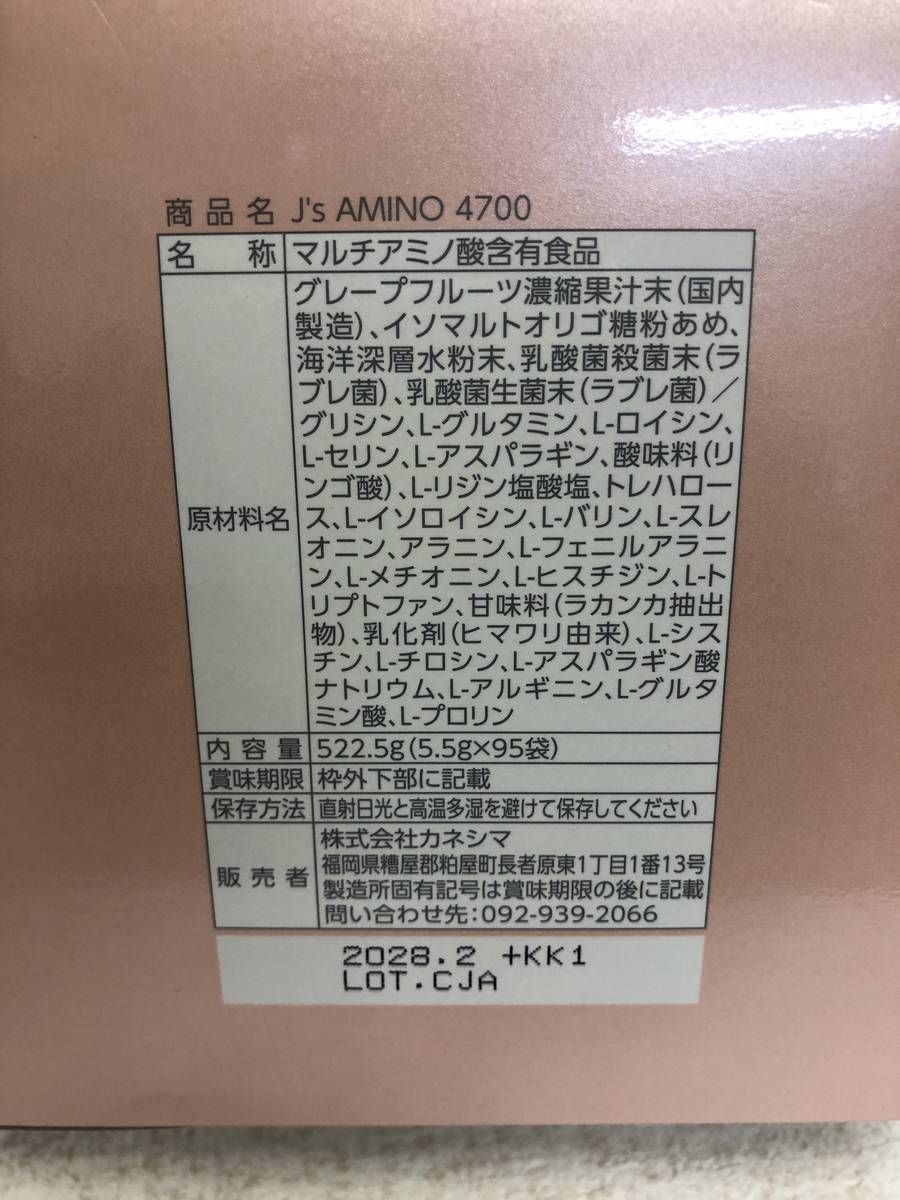 商品名 J's AMINO 4700
名称 マルチアミノ酸含有食品
原材料名
グレープフルーツ濃縮果汁末(国内
製造)、イソマルトオリゴ糖粉あめ、
海洋深層水粉末、乳酸菌殺菌末(ラ
ブレ菌)、乳酸菌生菌末(ラブレ菌)／
グリシン、L-グルタミン、L-ロイシン、
L-セリン、L-アスパラギン、酸味料(リ
ンゴ酸)、L-リジン塩酸塩、トレハロー
ス、L-イソロイシン、L-バリン、L-スレ
オニン、アラニン、L-フェニルアラニ
ン、L-メチオニン、L-ヒスチジン、L-ト
リプトファン、甘味料(ラカンカ抽出
物)、乳化剤(ヒマワリ由来)、L-シス
チン、L-チロシン、L-アスパラギン酸
ナトリウム、L-アルギニン、L-グルタ
ミン酸、L-プロリン
内容量 522.5g(5.5g×95袋)
賞味期限 枠外下部に記載
保存方法 直射日光と高温多湿を避けて保存してください
販売者
株式会社カネシマ
福岡県糟屋郡粕屋町長者原東1丁目1番13号
製造所固有記号は賞味期限の後に記載
問い合わせ先:092-939-2066
2028.2 +KK1
LOT.CJA